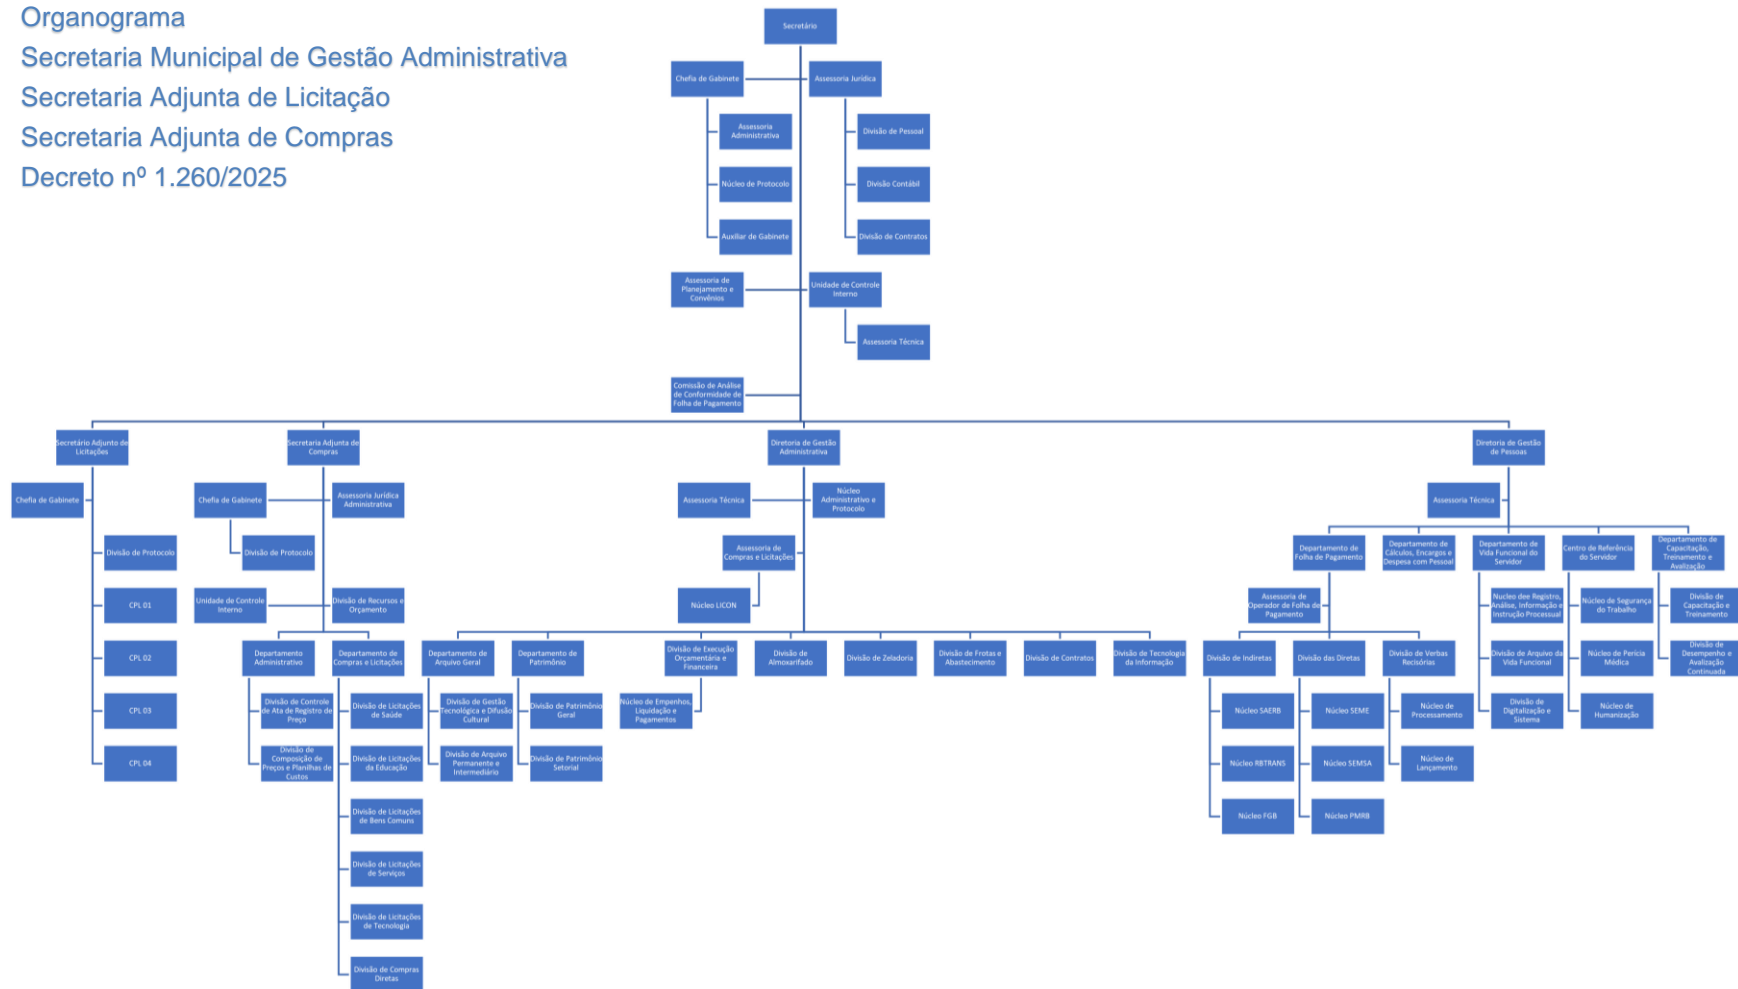 Organograma
Secretaria Municipal de Gestão Administrativa
Secretaria Adjunta de Licitação
Secretaria Adjunta de Compras
Decreto nº 1.260/2025
Secretário
Chefia de Gabinete
Assessoria Jurídica
Assessoria
Administrativa
Divisão de Pessoal
Núcleo de Protocolo
Divisão Contábil
Auxiliar de Gabinete
Divisão de Contratos
Assessoria de
Planejamento e
Convênios
Unidade de Controle
Interno
Assessoria Técnica
Comissão de Análise
de Conformidade de
Folha de Pagamento
Secretário Adjunto de
Licitações
Secretaria Adjunta de
Compras
Diretoria de Gestão
Administrativa
Diretoria de Gestão
de Pessoas
Chefia de Gabinete
Chefia de Gabinete
Assessoria Jurídica
Administrativa
Assessoria Técnica
Núcleo
Administrativo e
Protocolo
Assessoria Técnica
Divisão de Protocolo
Divisão de Protocolo
Assessoria de
Compras e Licitações
Departamento de
Folha de Pagamento
Departamento de
Cálculos, Encargos e
Despesa com Pessoal
Departamento de
Vida Funcional do
Servidor
Centro de Referência
do Servidor
Departamento de
Capacitação,
Treinamento e
Avalização
CPL 01
Unidade de Controle
Interno
Divisão de Recursos e
Orçamento
Núcleo LICON
Assessoria de
Operador de Folha de
Pagamento
Nucleo dee Registro,
Análise, Informação e
Instrução Processual
Núcleo de Segurança
do Trabalho
Divisão de
Capacitação e
Treinamento
CPL 02
Departamento
Administrativo
Departamento de
Compras e Licitações
Departamento de
Arquivo Geral
Departamento de
Patrimônio
Divisão de Execução
Orçamentária e
Financeira
Divisão de
Almoxarifado
Divisão de Zeladoria
Divisão de Frotas e
Abastecimento
Divisão de Contratos
Divisão de Tecnologia
da Informação
Divisão de Indiretas
Divisão das Diretas
Divisão de Verbas
Recisórias
Divisão de Arquivo da
Vida Funcional
Núcleo de Perícia
Médica
Divisão de
Desempenho e
Avalização
Continuada
CPL 03
Divisão de Controle
de Ata de Registro de
Preço
Divisão de Licitações
de Saúde
Divisão de Gestão
Tecnológica e Difusão
Cultural
Divisão de Patrimônio
Geral
Núcleo de Empenhos,
Liquidação e
Pagamentos
Núcleo SAERB
Núcleo SEME
Núcleo de
Processamento
Divisão de
Digitalização e
Sistema
Núcleo de
Humanização
CPL 04
Divisão de
Composição de
Preços e Planilhas de
Custos
Divisão de Licitações
da Educação
Divisão de Arquivo
Permanente e
Intermediário
Divisão de Patrimônio
Setorial
Núcleo RBTRANS
Núcleo SEMSA
Núcleo de
Lançamento
Divisão de Licitações
de Bens Comuns
Núcleo FGB
Núcleo PMRB
Divisão de Licitações
de Serviços
Divisão de Licitações
de Tecnologia
Divisão de Compras
Diretas